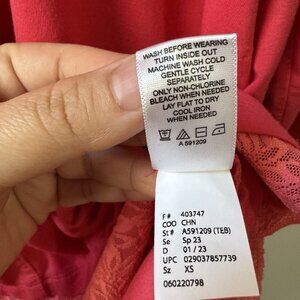 WASH BEFORE WEARING
TURN INSIDE OUT
MACHINE WASH COLD
GENTLE CYCLE
SEPARATELY
ONLY NON-CHLORINE
BLEACH WHEN NEEDED
LAY FLAT TO DRY
COOL IRON
WHEN NEEDED
A 591209
F# 403747
COO CHN
St# A591209 (TEB)
Se Sp 23
D 01 / 23
UPC 029037857739
Sz XS
060220798